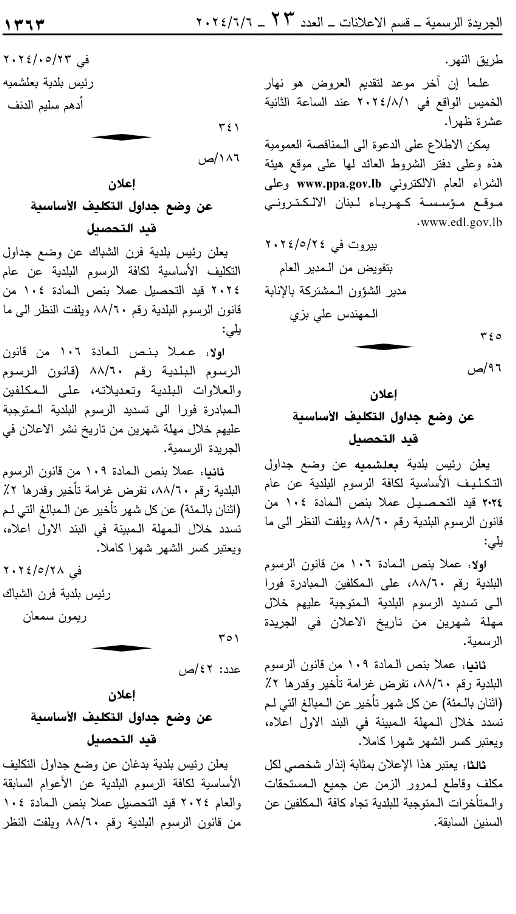 الجريدة الرسمية ــ قسم الاعلانات ــ العدد ٢٣ ــ ٢٠٢٤/٦/٦
١٣٦٣
طريق النهر.
علـما إن آخر موعد لتقديم العروض هو نهار
الخميس الواقع في ٢٠٢٤/٨/١ عند الساعة الثانية
عشرة ظهرا.
يمكن الاطلاع على الدعوة الى المناقصة العمومية
هذه وعلى دفتر الشروط العائد لها على موقع هيئة
الشراء العام الالكتروني www.ppa.gov.lb وعلى
موقع مؤسسة كهرباء لبنان الالكتروني
www.edl.gov.lb.
بيروت في ٢٠٢٤/٥/٢٤
بتفويض من المدير العام
مدير الشؤون المشتركة بالإنابة
المهندس علي بزي
٣٤٥
٩٦/ص
إعلان
عن وضع جداول التكليف الأساسية
قيد التحصيل
يعلن رئيس بلدية بعلشميه عن وضع جداول
التكليف الأساسية لكافة الرسوم البلدية عن عام
٢٠٢٤ قيد التحصيل عملا بنص المادة ١٠٤ من
قانون الرسوم البلدية رقم ٨٨/٦٠ ويلفت النظر الى ما
يلي:
اولا: عملا بنص المادة ١٠٦ من قانون الرسوم
البلدية رقم ٨٨/٦٠، على المكلفين المبادرة فورا
الى تسديد الرسوم البلدية المتوجبة عليهم خلال
مهلة شهرين من تاريخ الاعلان في الجريدة
الرسمية.
ثانيا: عملا بنص المادة ١٠٩ من قانون الرسوم
البلدية رقم ٨٨/٦٠، تفرض غرامة تأخير وقدرها ٢٪
(اثنان بالمئة) عن كل شهر تأخير عن المبالغ التي لم
تسدد خلال المهلة المبينة في البند الاول اعلاه،
ويعتبر كسر الشهر شهرا كاملا.
ثالثا: يعتبر هذا الإعلان بمثابة إنذار شخصي لكل
مكلف وقاطع لمرور الزمن عن جميع المستحقات
والمتأخرات المتوجبة للبلدية تجاه كافة المكلفين عن
السنين السابقة.
في ٢٠٢٤/٠٥/٢٣
رئيس بلدية بعلشميه
أدهم سليم الدنف
٣٤١
١٨٦/ص
إعلان
عن وضع جداول التكليف الأساسية
قيد التحصيل
يعلن رئيس بلدية فرن الشباك عن وضع جداول
التكليف الأساسية لكافة الرسوم البلدية عن عام
٢٠٢٤ قيد التحصيل عملا بنص المادة ١٠٤ من
قانون الرسوم البلدية رقم ٨٨/٦٠ ويلفت النظر الى ما
يلي:
اولا: عملا بنص المادة ١٠٦ من قانون
الرسوم البلدية رقم ٨٨/٦٠ (قانون الرسوم
والعلاوات البلدية وتعديلاته، على المكلفين
المبادرة فورا الى تسديد الرسوم البلدية المتوجبة
عليهم خلال مهلة شهرين من تاريخ نشر الاعلان في
الجريدة الرسمية.
ثانيا: عملا بنص المادة ١٠٩ من قانون الرسوم
البلدية رقم ٨٨/٦٠، تفرض غرامة تأخير وقدرها ٢٪
(اثنان بالمئة) عن كل شهر تأخير عن المبالغ التي لم
تسدد خلال المهلة المبينة في البند الاول اعلاه،
ويعتبر كسر الشهر شهرا كاملا.
في ٢٠٢٤/٥/٢٨
رئيس بلدية فرن الشباك
ريمون سمعان
٣٥١
عدد: ٤٢/ص
إعلان
عن وضع جداول التكليف الأساسية
قيد التحصيل
يعلن رئيس بلدية بدغان عن وضع جداول التكليف
الأساسية لكافة الرسوم البلدية عن الأعوام السابقة
والعام ٢٠٢٤ قيد التحصيل عملا بنص المادة ١٠٤
من قانون الرسوم البلدية رقم ٨٨/٦٠ ويلفت النظر